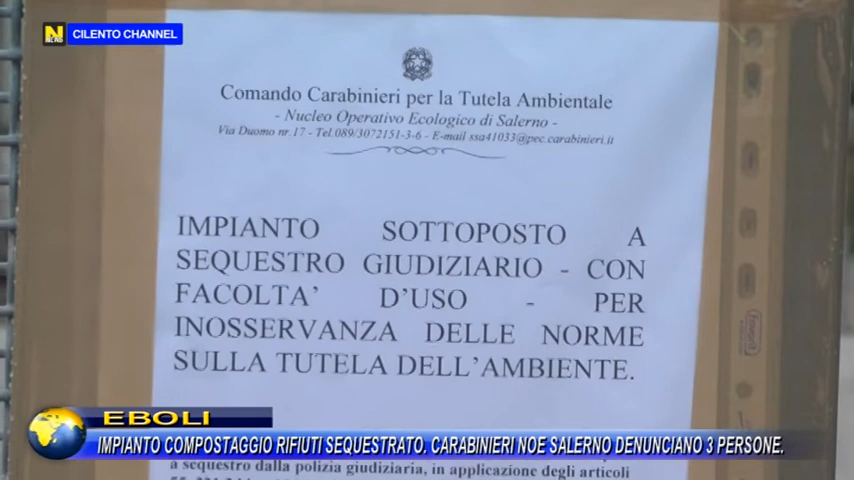 CILENTO CHANNEL
Comando Carabinieri per la Tutela Ambientale
- Nucleo Operativo Ecologico di Salerno -
Via Duomo nr.17 - Tel.089/3072151-3-6 - E-mail ssa41033@pec.carabinieri.it
IMPIANTO SOTTOPOSTO A
SEQUESTRO GIUDIZIARIO - CON
FACOLTA' D'USO - PER
INOSSERVANZA DELLE NORME
SULLA TUTELA DELL'AMBIENTE.
EBOLI
IMPIANTO COMPOSTAGGIO RIFIUTI SEQUESTRATO. CARABINIERI NOE SALERNO DENUNCIANO 3 PERSONE.
a sequestro dalla polizia giudiziaria, in applicazione degli articoli